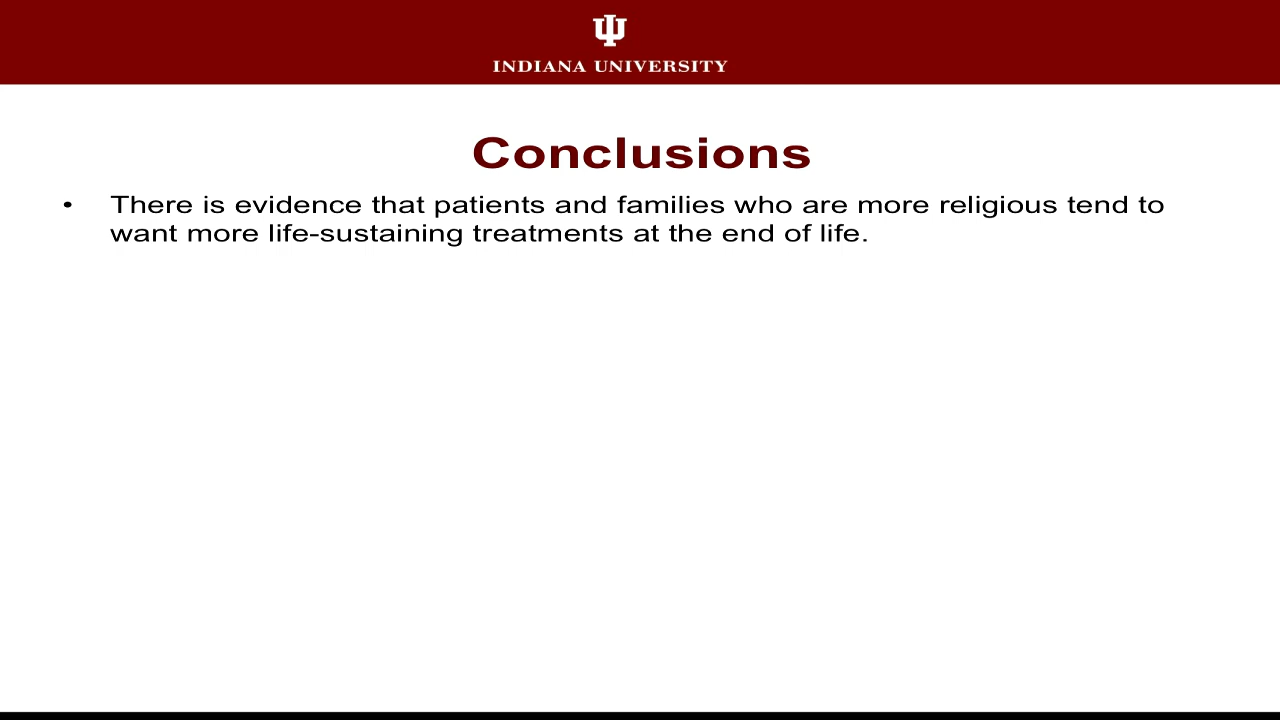 INDIANA UNIVERSITY
Conclusions
• There is evidence that patients and families who are more religious tend to
want more life-sustaining treatments at the end of life.